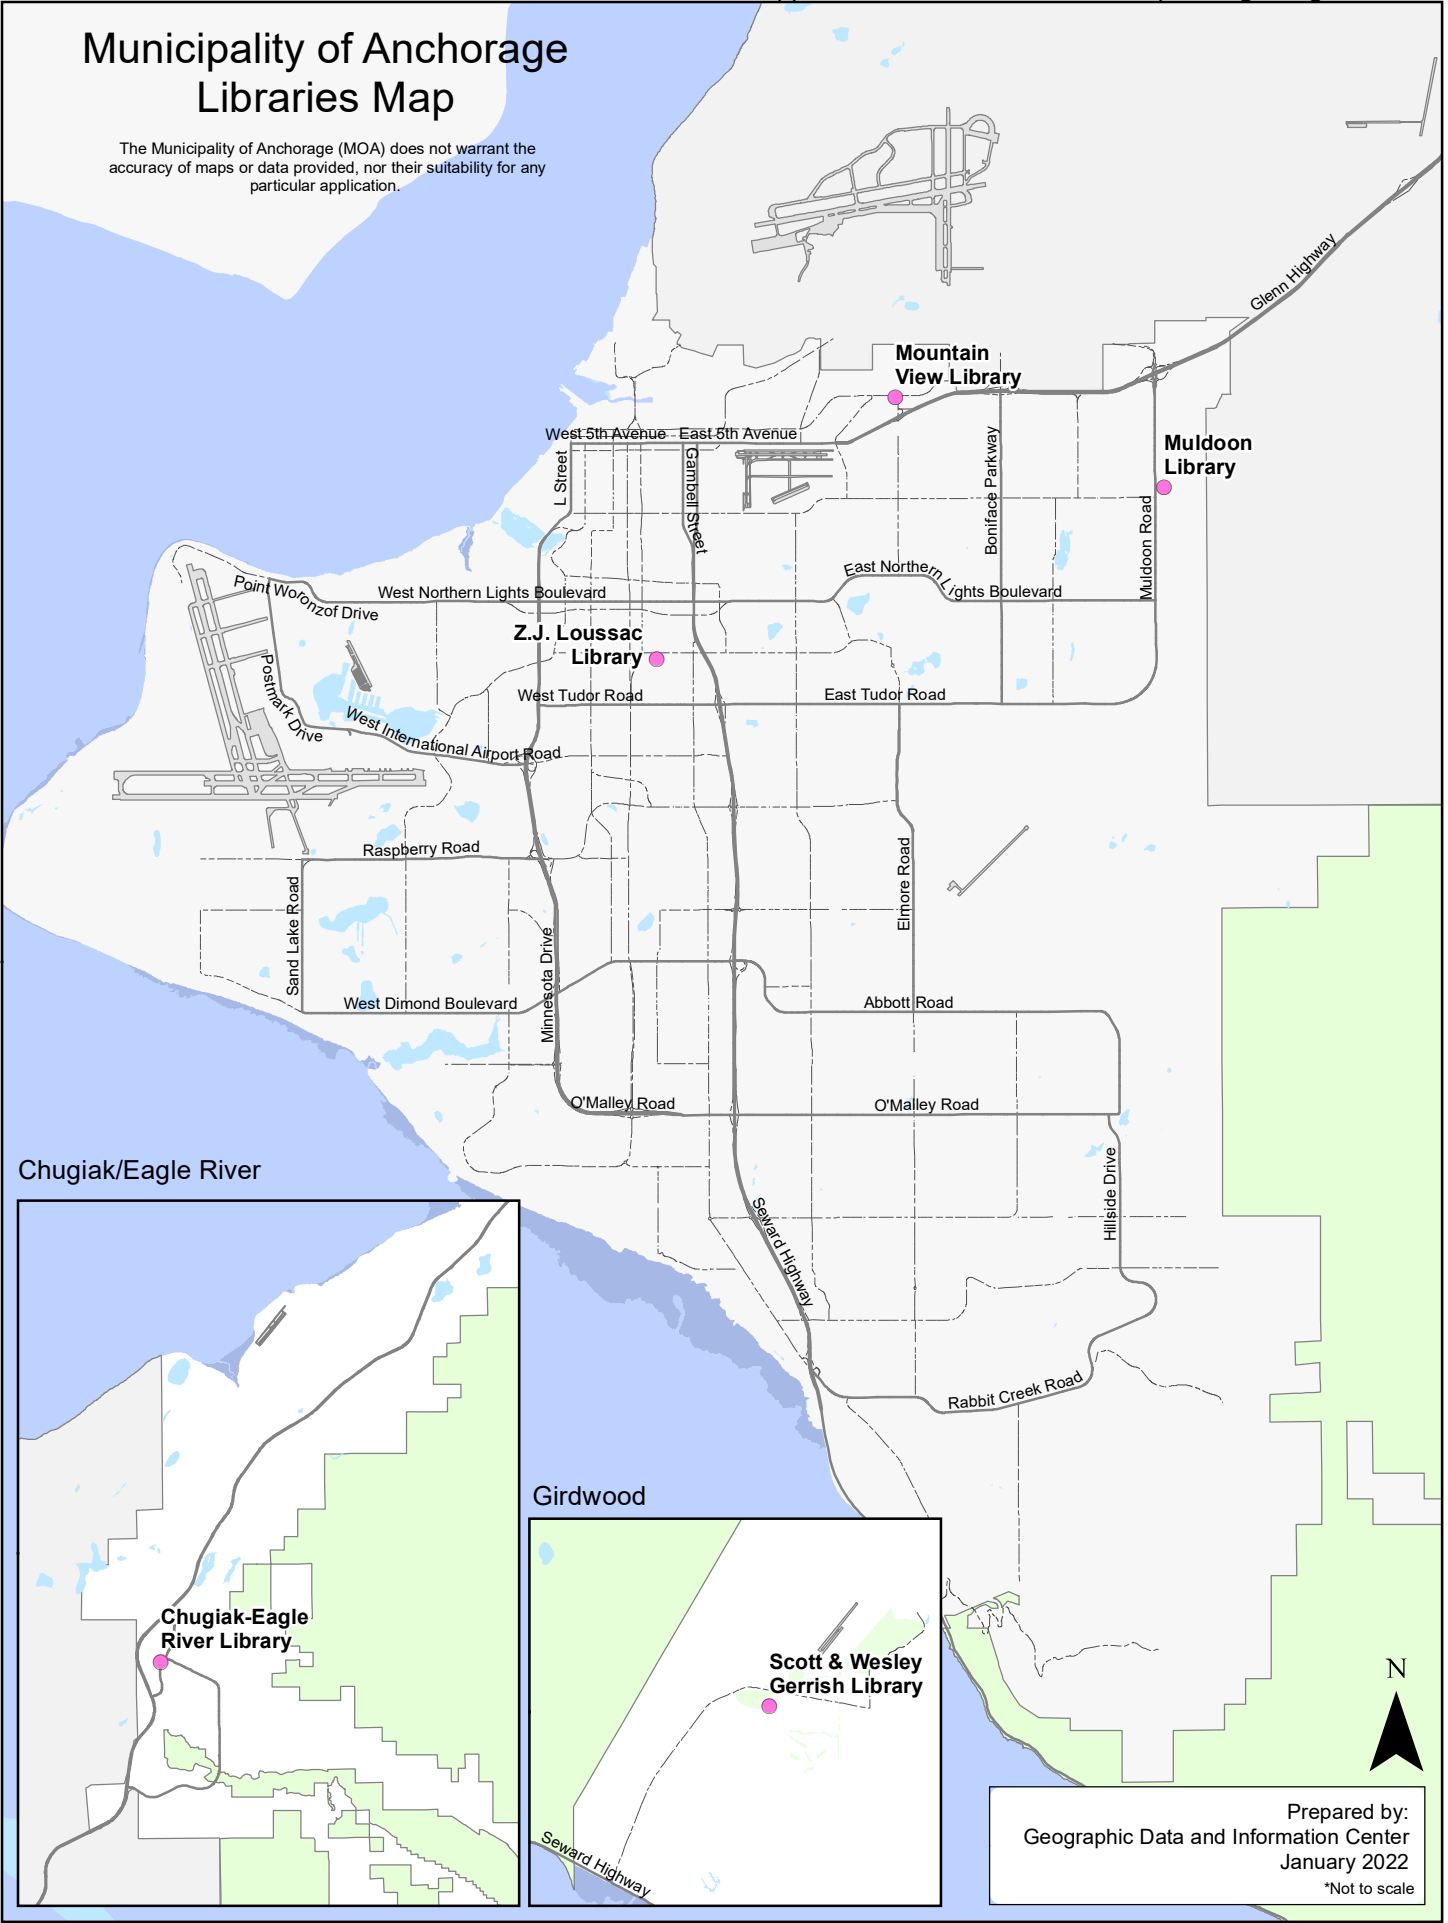 Municipality of Anchorage
Libraries Map
The Municipality of Anchorage (MOA) does not warrant the
accuracy of maps or data provided, nor their suitability for any
particular application.
Glenn Highway
Mountain
View Library
West 5th Avenue
East 5th Avenue
Muldoon
Library
L Street
Gambell Street
Boniface Parkway
Muldoon Road
East Northern Lights Boulevard
Point Woronzof Drive
West Northern Lights Boulevard
Z.J. Loussac
Library
Postmark Drive
West Tudor Road
East Tudor Road
West International Airport Road
Raspberry Road
Elmore Road
Sand Lake Road
Minnesota Drive
West Dimond Boulevard
Abbott Road
O'Malley Road
O'Malley Road
Hillside Drive
Chugiak/Eagle River
Seward Highway
Rabbit Creek Road
Girdwood
Chugiak-Eagle
River Library
Scott & Wesley
Gerrish Library
Seward Highway
N
Prepared by:
Geographic Data and Information Center
January 2022
*Not to scale